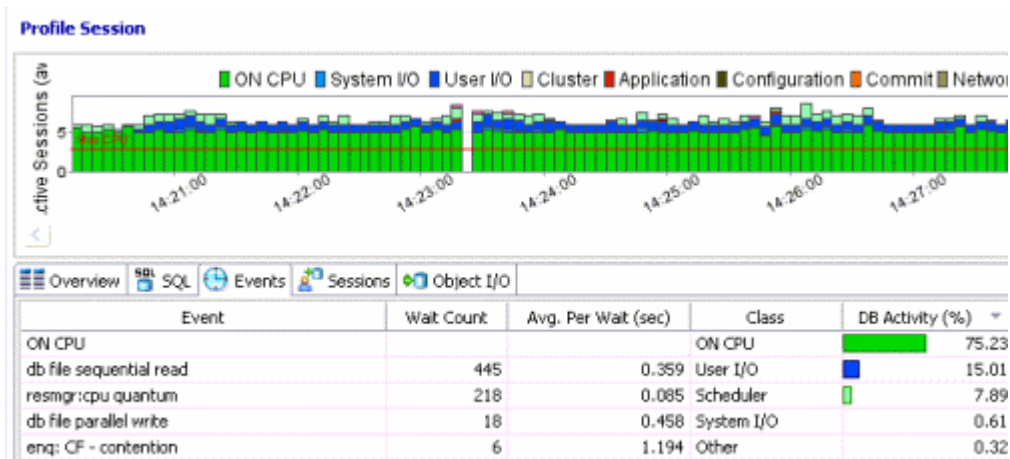 Profile Session
ON CPU System I/O User I/O Cluster Application Configuration Commit Networ
.ctive Sessions (av
5
Max CPU
0
14:21:00 14:22:00 14:23:00 14:24:00 14:25:00 14:26:00 14:27:00
Overview SQL Events Sessions Object I/O
Event Wait Count Avg. Per Wait (sec) Class DB Activity (%)
ON CPU ON CPU 75.23
db file sequential read 445 0.359 User I/O 15.01
resmgr:cpu quantum 218 0.085 Scheduler 7.89
db file parallel write 18 0.458 System I/O 0.61
enq: CF - contention 6 1.194 Other 0.32